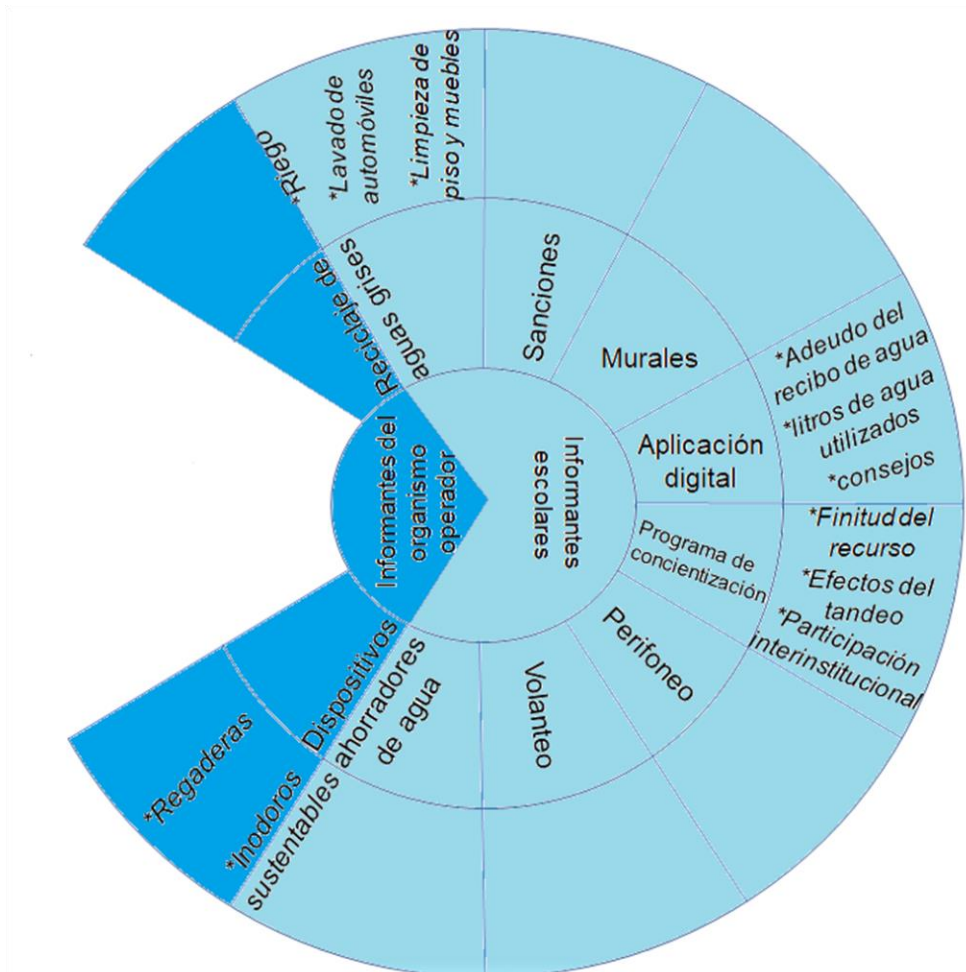 Informantes del
organismo
operador
Informantes
escolares
Reciclaje de
aguas grises
*Riego
*Lavado de
automóviles
*Limpieza de
piso y muebles
Sanciones
Murales
Aplicación
digital
*Adeudo del
recibo de agua
*litros de agua
utilizados
*consejos
Programa de
concientización
*Finitud del
recurso
*Efectos del
tandeo
*Participación
interinstitucional
Perifoneo
Volanteo
Dispositivos
ahorradores
de agua
*Regaderas
*Inodoros
sustentables